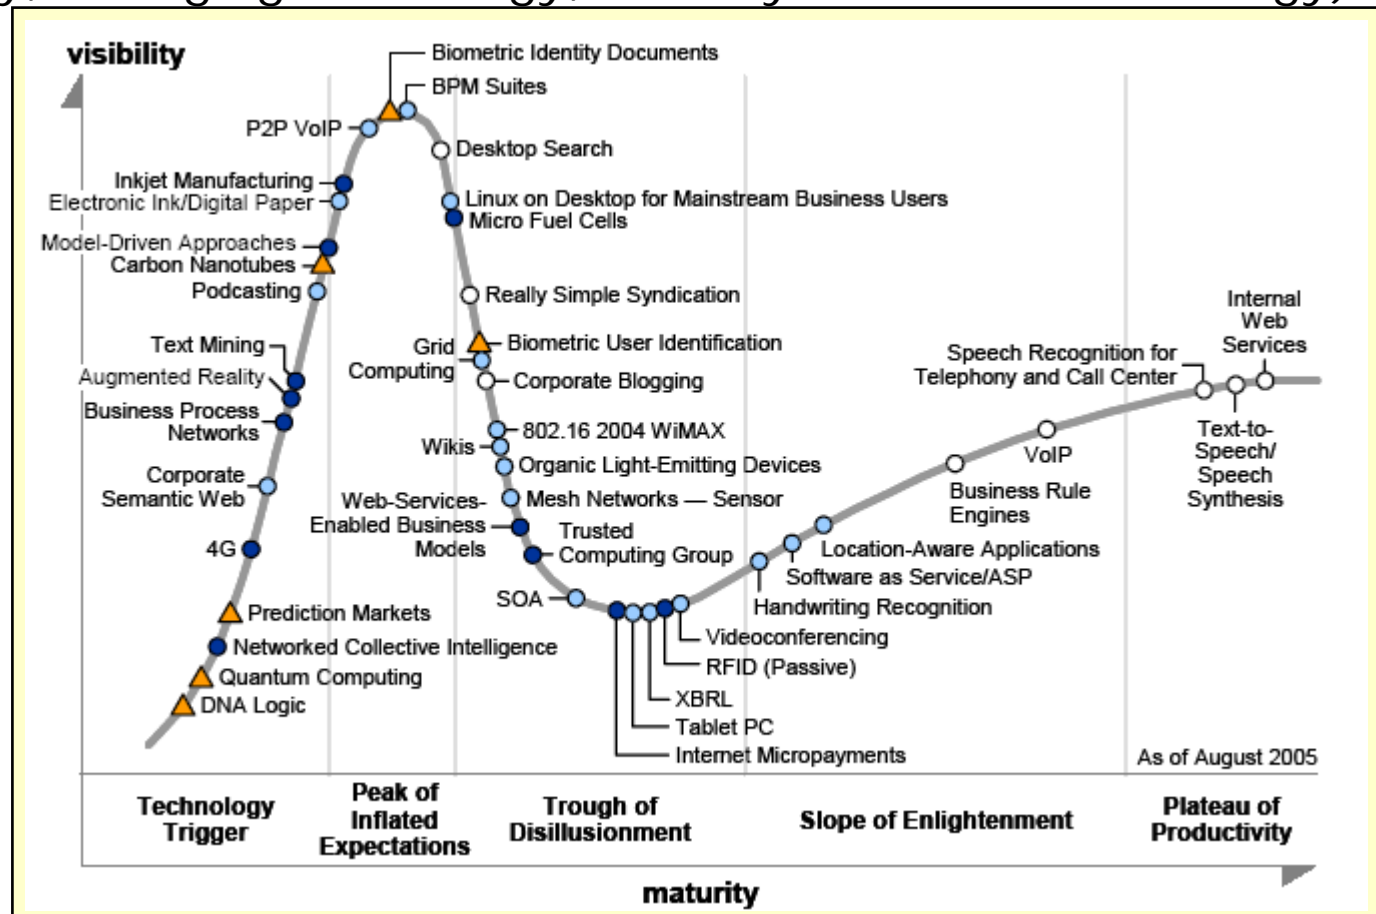 visibility
Biometric Identity Documents
BPM Suites
P2P VoIP
Desktop Search
Inkjet Manufacturing
Electronic Ink/Digital Paper
Linux on Desktop for Mainstream Business Users
Micro Fuel Cells
Model-Driven Approaches
Carbon Nanotubes
Podcasting
Really Simple Syndication
Text Mining
Augmented Reality
Business Process
Networks
Grid
Computing
Biometric User Identification
Corporate Blogging
802.16 2004 WiMAX
Wikis
Organic Light-Emitting Devices
Corporate
Semantic Web
Mesh Networks — Sensor
Web-Services-
Enabled Business
Models
Trusted
Computing Group
4G
SOA
Prediction Markets
Networked Collective Intelligence
Quantum Computing
DNA Logic
Videoconferencing
RFID (Passive)
XBRL
Tablet PC
Internet Micropayments
Handwriting Recognition
Software as Service/ASP
Location-Aware Applications
Business Rule
Engines
VoIP
Speech Recognition for
Telephony and Call Center
Internal
Web
Services
Text-to-
Speech/
Speech
Synthesis
As of August 2005
Technology
Trigger
Peak of
Inflated
Expectations
Trough of
Disillusionment
Slope of Enlightenment
Plateau of
Productivity
maturity